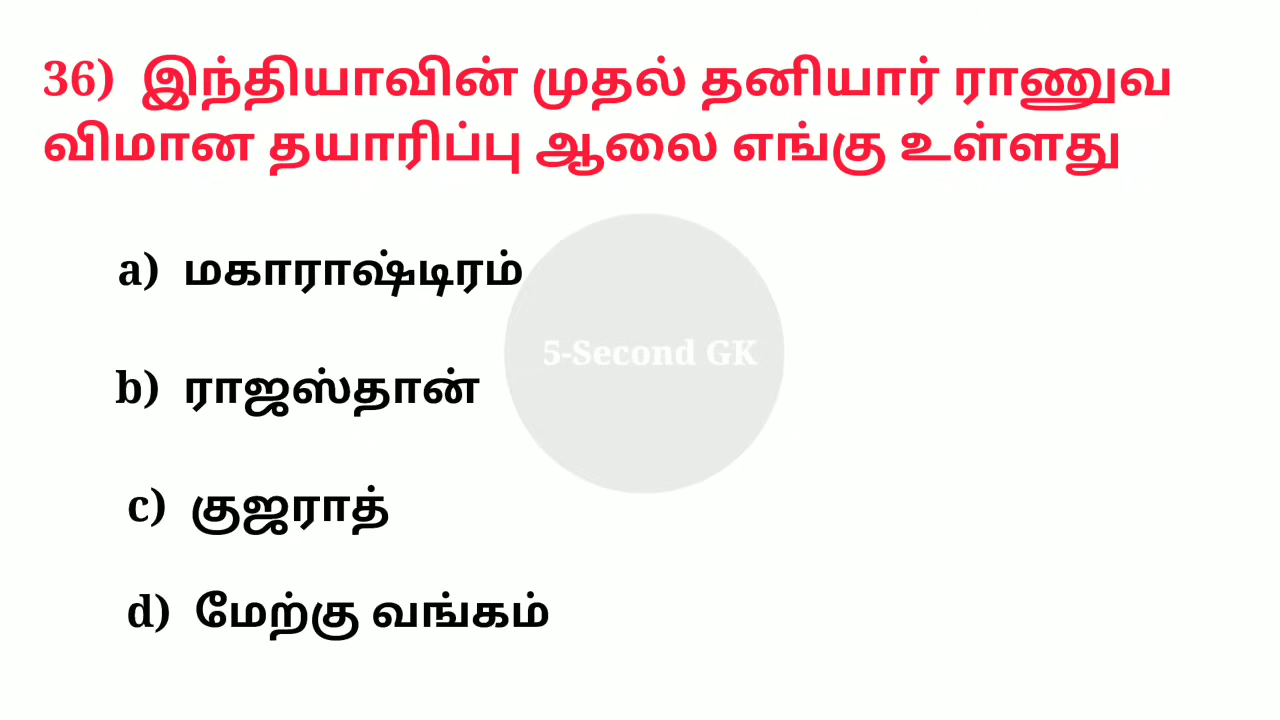 36) இந்தியாவின் முதல் தனியார் ராணுவ
விமான தயாரிப்பு ஆலை எங்கு உள்ளது
a) மகாராஷ்டிரம்
5-Second GK
b) ராஜஸ்தான்
c) குஜராத்
d) மேற்கு வங்கம்